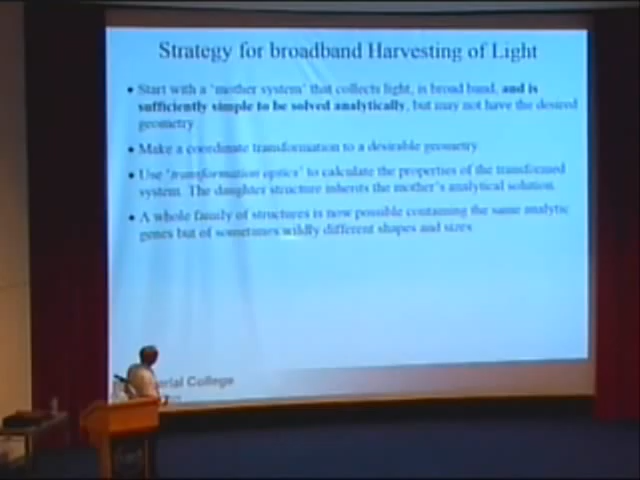 Strategy for broadband Harvesting of Light
• Start with a 'mother system' that collects light, is broad band, and is
sufficiently simple to be solved analytically, but may not have the desired
geometry
• Make a coordinate transformation to a desirable geometry
• Use 'transformation optics' to calculate the properties of the transformed
system. The daughter structure inherits the mother's analytical solution.
• A whole family of structures is now possible containing the same analytic
genes but of sometimes wildly different shapes and sizes
erial College